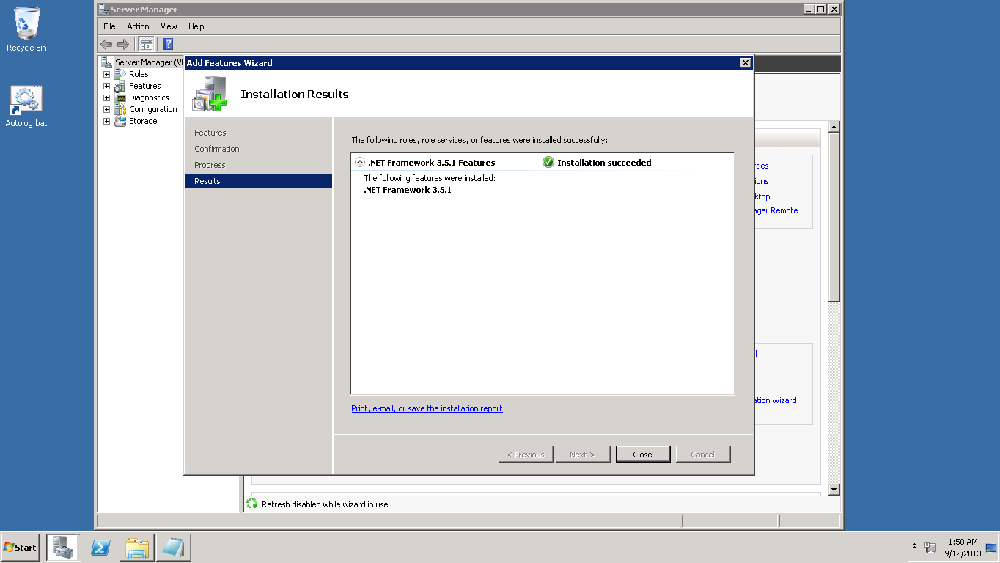 Recycle Bin
Autolog.bat
Server Manager
File Action View Help
Server Manager (V
Roles
Features
Diagnostics
Configuration
Storage
Add Features Wizard
Installation Results
Features
Confirmation
Progress
Results
The following roles, role services, or features were installed successfully:
.NET Framework 3.5.1 Features
Installation succeeded
The following features were installed:
.NET Framework 3.5.1
Print, e-mail, or save the installation report
< Previous
Next >
Close
Cancel
ager Remote
ation Wizard
Refresh disabled while wizard in use
Start
1:50 AM
9/12/2013